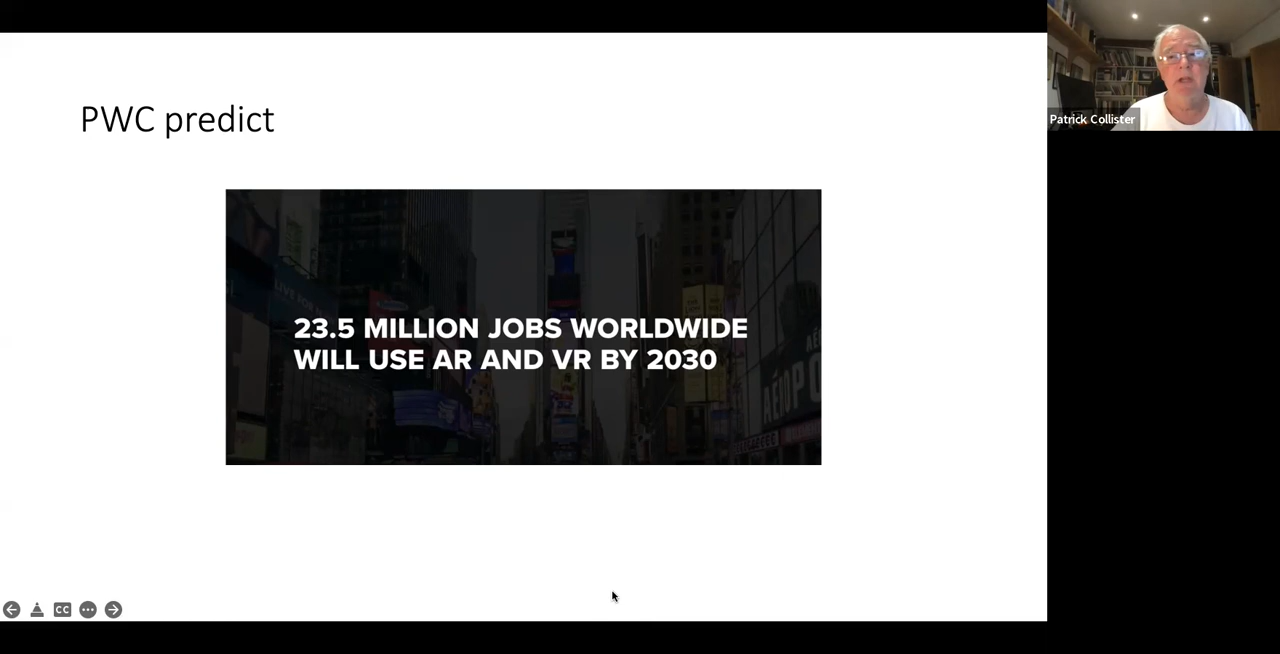 PWC predict
23.5 MILLION JOBS WORLDWIDE
WILL USE AR AND VR BY 2030
Patrick Collister
CC